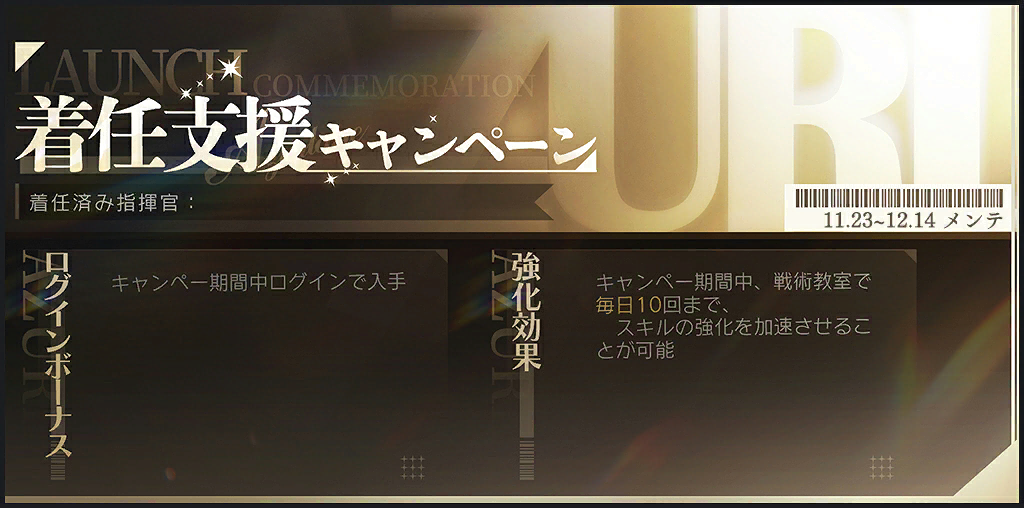 LAUNCH
COMMEMORATION
着任支援キャンペーン
着任済み指揮官：
11.23~12.14 メンテ
ログインボーナス
キャンペー期間中ログインで入手
強化効果
キャンペー期間中、戦術教室で
毎日10回まで、
スキルの強化を加速させるこ
とが可能
AZUR
AZUR